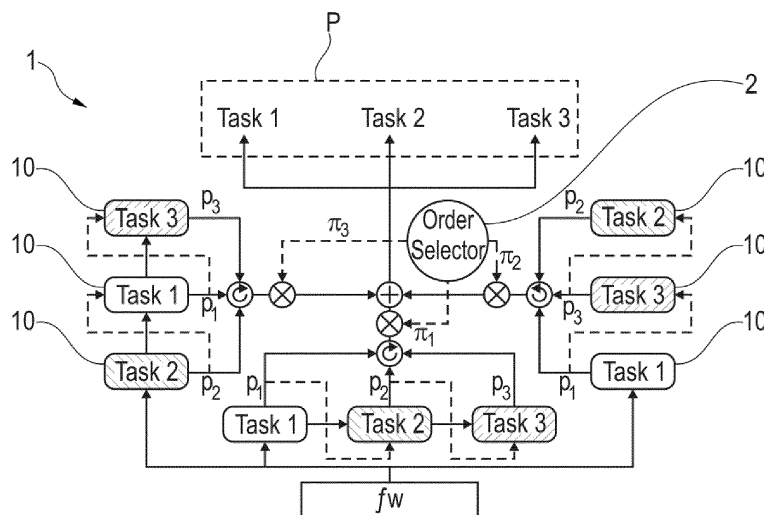 P
1
2
Task 1 Task 2 Task 3
10 Task 3 p3
π3
Order
Selector
π2
p2 Task 2 10
10 Task 1 p1
p3 Task 3 10
10 Task 2 p2
π1
p1 Task 1 10
p1 p2 p3
Task 1 Task 2 Task 3
fw